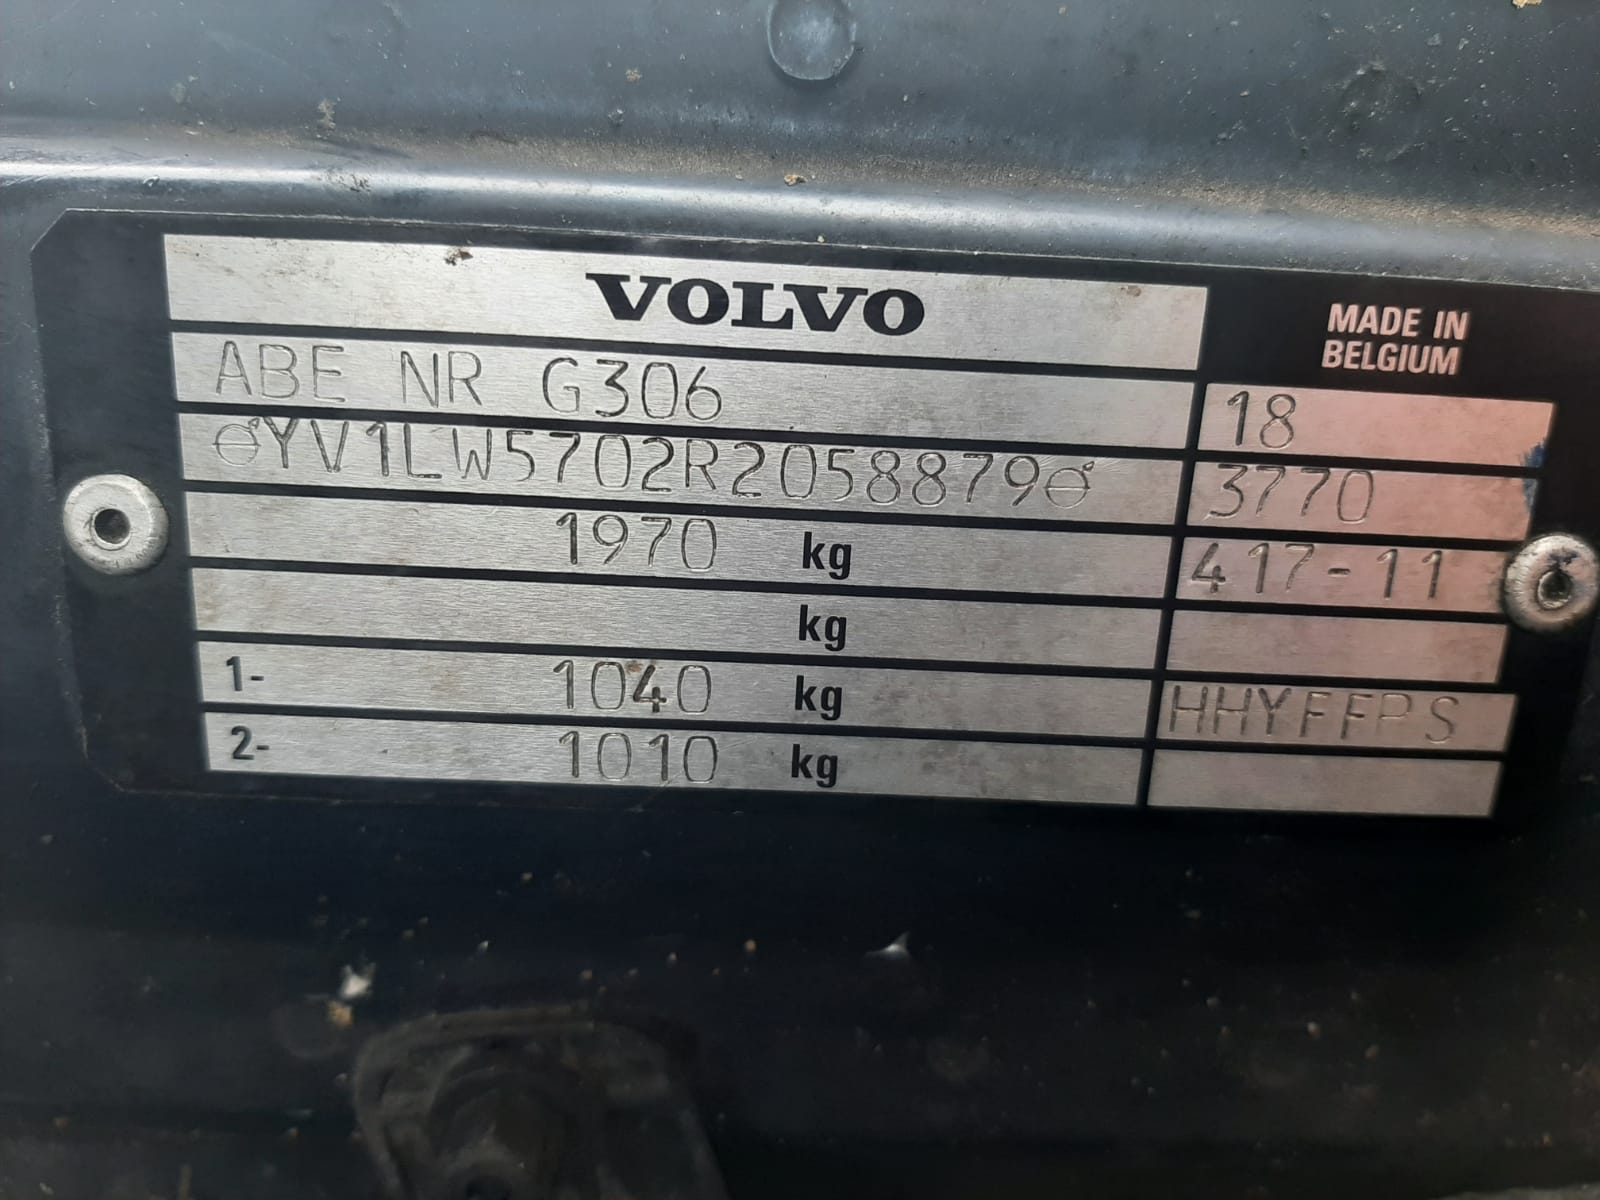 VOLVO
MADE IN
BELGIUM
ABE NR G306
18
YV1LW5702R2058879
3770
1970 kg
417-11
kg
1- 1040 kg
HHYFFPS
2- 1010 kg